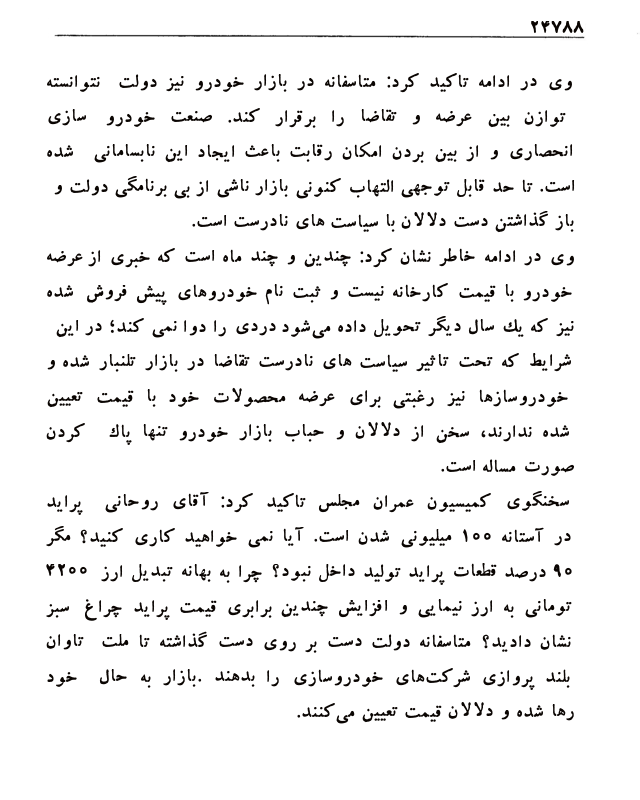 ۲۴۷۸۸
وی در ادامه تاکید کرد: متاسفانه در بازار خودرو نیز دولت نتوانسته
توازن بین عرضه و تقاضا را برقرار کند. صنعت خودرو سازی
انحصاری و از بین بردن امکان رقابت باعث ایجاد این نابسامانی شده
است. تا حد قابل توجهی التهاب کنونی بازار ناشی از بی برنامگی دولت و
باز گذاشتن دست دلالان با سیاست های نادرست است.
وی در ادامه خاطر نشان کرد: چندین و چند ماه است که خبری از عرضه
خودرو با قیمت کارخانه نیست و ثبت نام خودروهای پیش فروش شده
نیز که یك سال دیگر تحویل داده می‌شود دردی را دوا نمی کند؛ در این
شرایط که تحت تاثیر سیاست های نادرست تقاضا در بازار تلنبار شده و
خودروسازها نیز رغبتی برای عرضه محصولات خود با قیمت تعیین
شده ندارند، سخن از دلالان و حباب بازار خودرو تنها پاك کردن
صورت مساله است.
سخنگوی کمیسیون عمران مجلس تاکید کرد: آقای روحانی پراید
در آستانه ۱۰۰ میلیونی شدن است. آیا نمی خواهید کاری کنید؟ مگر
۹۰ درصد قطعات پراید تولید داخل نبود؟ چرا به بهانه تبدیل ارز ۴۲۰۰
تومانی به ارز نیمایی و افزایش چندین برابری قیمت پراید چراغ سبز
نشان دادید؟ متاسفانه دولت دست بر روی دست گذاشته تا ملت تاوان
بلند پروازی شرکت‌های خودروسازی را بدهند .بازار به حال خود
رها شده و دلالان قیمت تعیین می‌کنند.